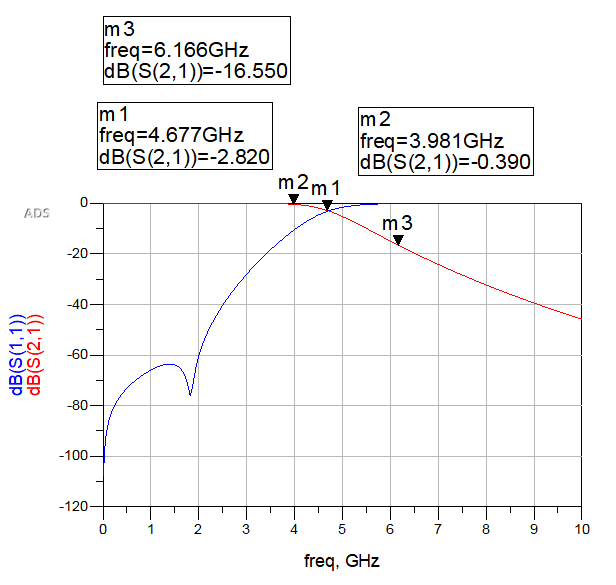 m3
freq=6.166GHz
dB(S(2,1))=-16.550
m1
freq=4.677GHz
dB(S(2,1))=-2.820
m2
freq=3.981GHz
dB(S(2,1))=-0.390
ADS
m2
m1
m3
0
-20
-40
-60
-80
-100
-120
dB(S(1,1))
dB(S(2,1))
0
1
2
3
4
5
6
7
8
9
10
freq, GHz